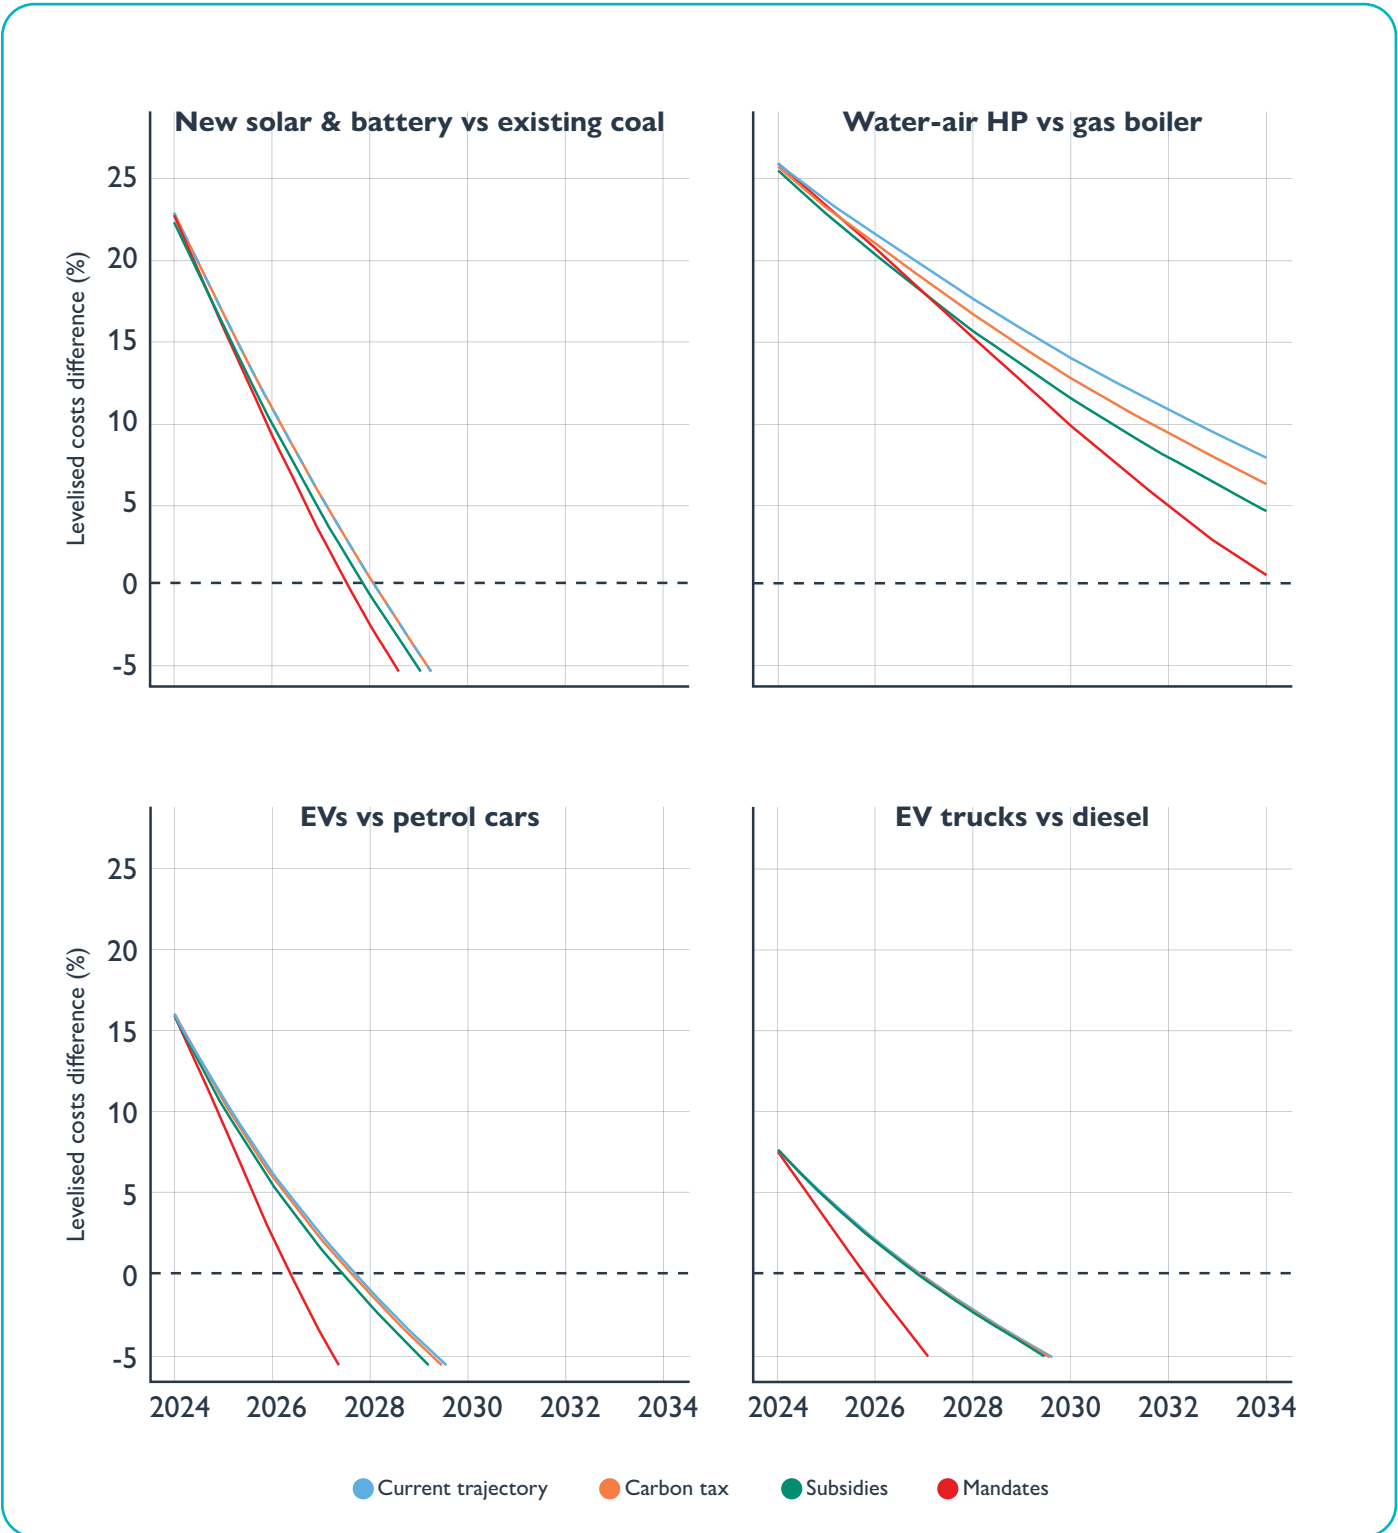 New solar & battery vs existing coal
Water-air HP vs gas boiler
Levelised costs difference (%)
25
20
15
10
5
0
-5
EVs vs petrol cars
EV trucks vs diesel
Levelised costs difference (%)
25
20
15
10
5
0
-5
2024 2026 2028 2030 2032 2034
2024 2026 2028 2030 2032 2034
Current trajectory Carbon tax Subsidies Mandates